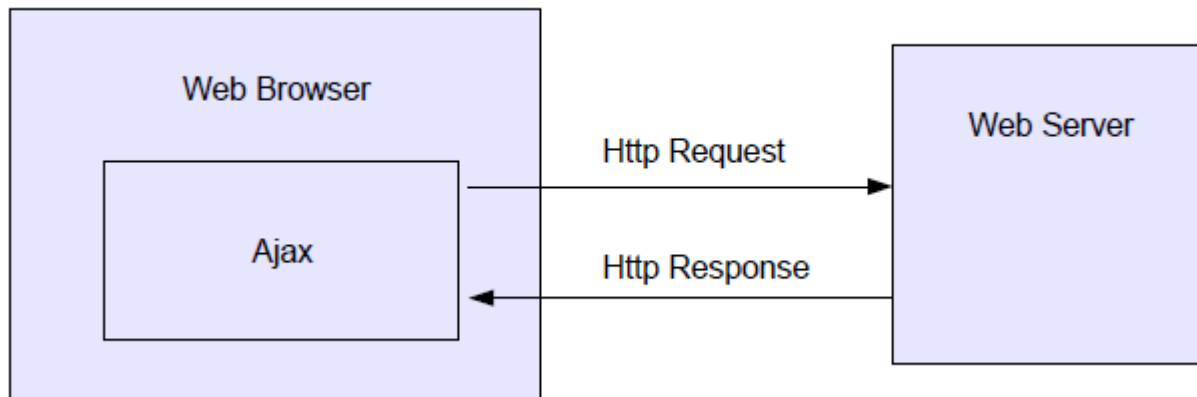 Web Browser
Web Server
Http Request
Ajax
Http Response